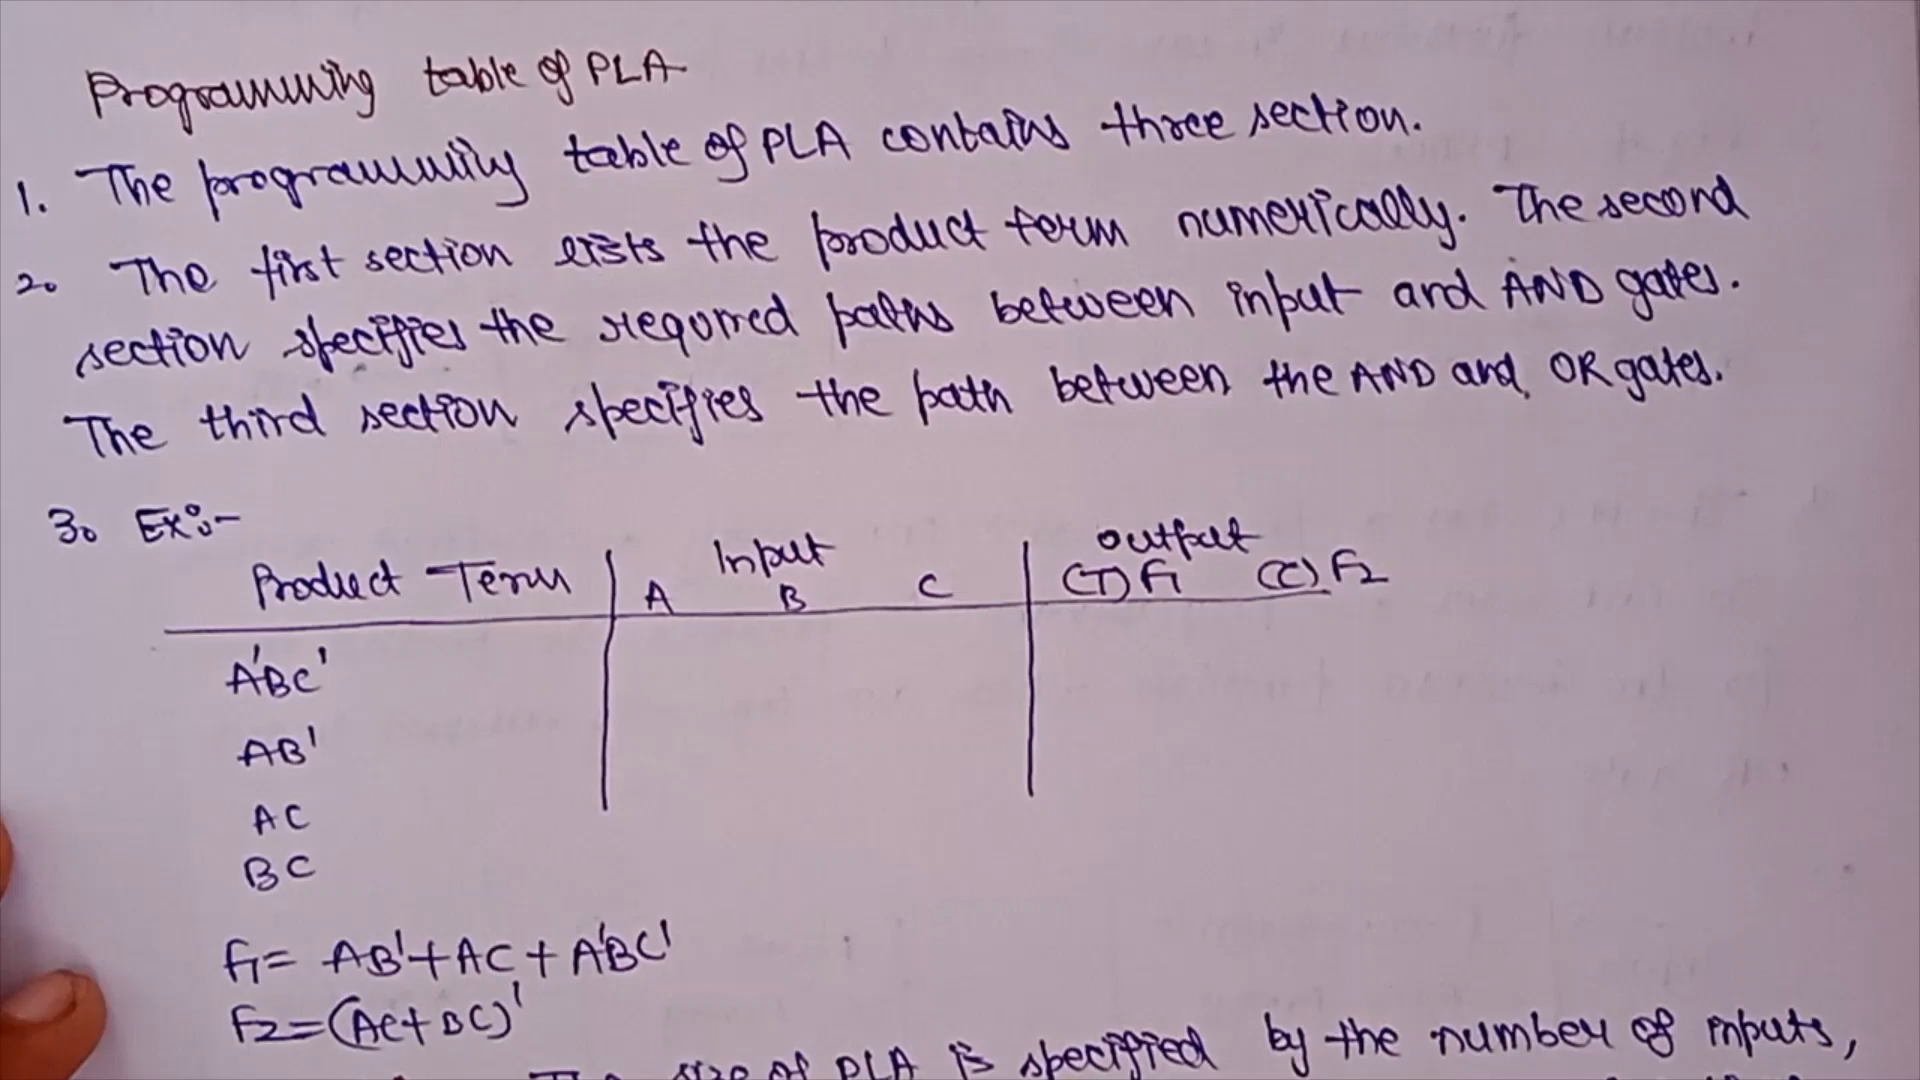 Programming table of PLA
1. The programming table of PLA contains three section.
2. The first section lists the product term numerically. The second
section specifies the required paths between input and AND gates.
The third section specifies the path between the AND and OR gates.
3. Ex:-
Product Term Input output
A B C (T) F1 (C) F2
A'BC'
AB'
AC
BC
F1 = AB' + AC + A'BC'
F2 = (AC + BC)'
size of PLA is specified by the number of inputs,